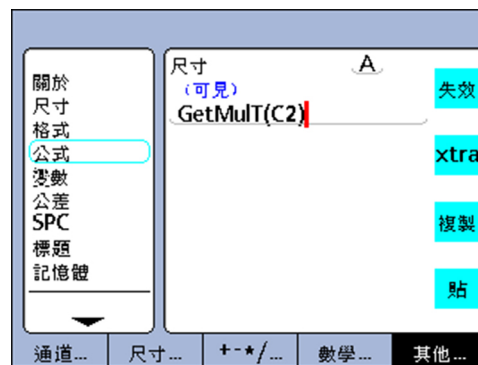 關於
尺寸
格式
公式
變數
公差
SPC
標題
記憶體
尺寸
A
(可見)
GetMulT(C2)
失效
xtra
複製
貼
通道...
尺寸...
+-*/...
數學...
其他...